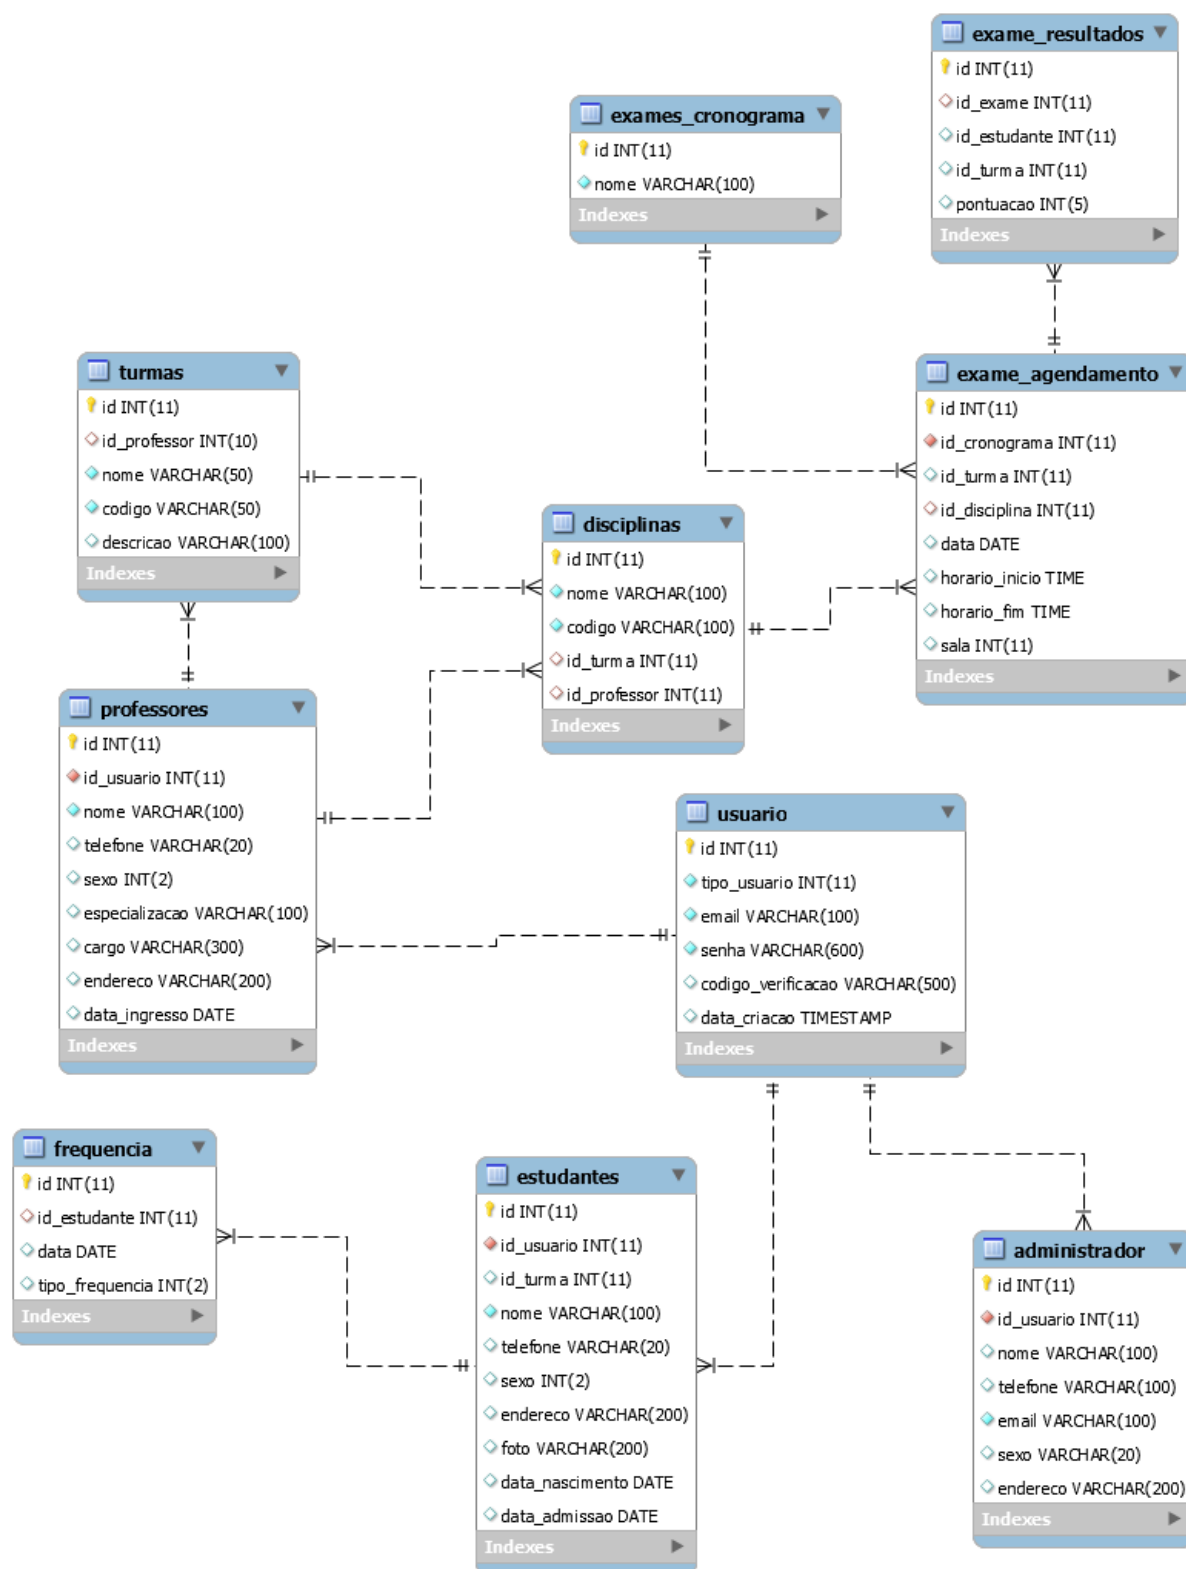 exame_resultados
id INT(11)
id_exame INT(11)
id_estudante INT(11)
id_turma INT(11)
pontuacao INT(5)
Indexes
exames_cronograma
id INT(11)
nome VARCHAR(100)
Indexes
turmas
id INT(11)
id_professor INT(10)
nome VARCHAR(50)
codigo VARCHAR(50)
descricao VARCHAR(100)
Indexes
exame_agendamento
id INT(11)
id_cronograma INT(11)
id_turma INT(11)
id_disciplina INT(11)
data DATE
horario_inicio TIME
horario_fim TIME
sala INT(11)
Indexes
disciplinas
id INT(11)
nome VARCHAR(100)
codigo VARCHAR(100)
id_turma INT(11)
id_professor INT(11)
Indexes
professores
id INT(11)
id_usuario INT(11)
nome VARCHAR(100)
telefone VARCHAR(20)
sexo INT(2)
especializacao VARCHAR(100)
cargo VARCHAR(300)
endereco VARCHAR(200)
data_ingresso DATE
Indexes
usuario
id INT(11)
tipo_usuario INT(11)
email VARCHAR(100)
senha VARCHAR(600)
codigo_verificacao VARCHAR(500)
data_criacao TIMESTAMP
Indexes
frequencia
id INT(11)
id_estudante INT(11)
data DATE
tipo_frequencia INT(2)
Indexes
estudantes
id INT(11)
id_usuario INT(11)
id_turma INT(11)
nome VARCHAR(100)
telefone VARCHAR(20)
sexo INT(2)
endereco VARCHAR(200)
foto VARCHAR(200)
data_nascimento DATE
data_admissao DATE
Indexes
administrador
id INT(11)
id_usuario INT(11)
nome VARCHAR(100)
telefone VARCHAR(100)
email VARCHAR(100)
sexo VARCHAR(20)
endereco VARCHAR(200)
Indexes